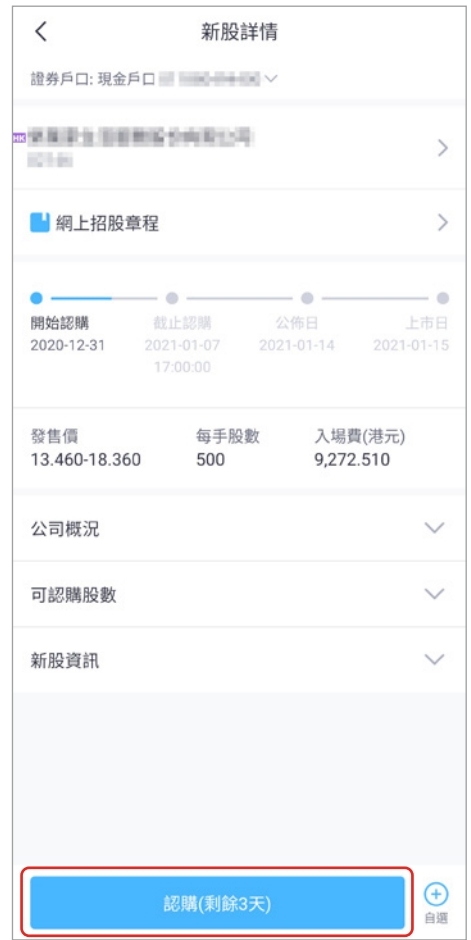 新股詳情
證券戶口: 現金戶口
HK
網上招股章程
開始認購 截止認購 公佈日 上市日
2020-12-31 2021-01-07 2021-01-14 2021-01-15
17:00:00
發售價 每手股數 入場費(港元)
13.460-18.360 500 9,272.510
公司概況
可認購股數
新股資訊
認購(剩餘3天)
自選